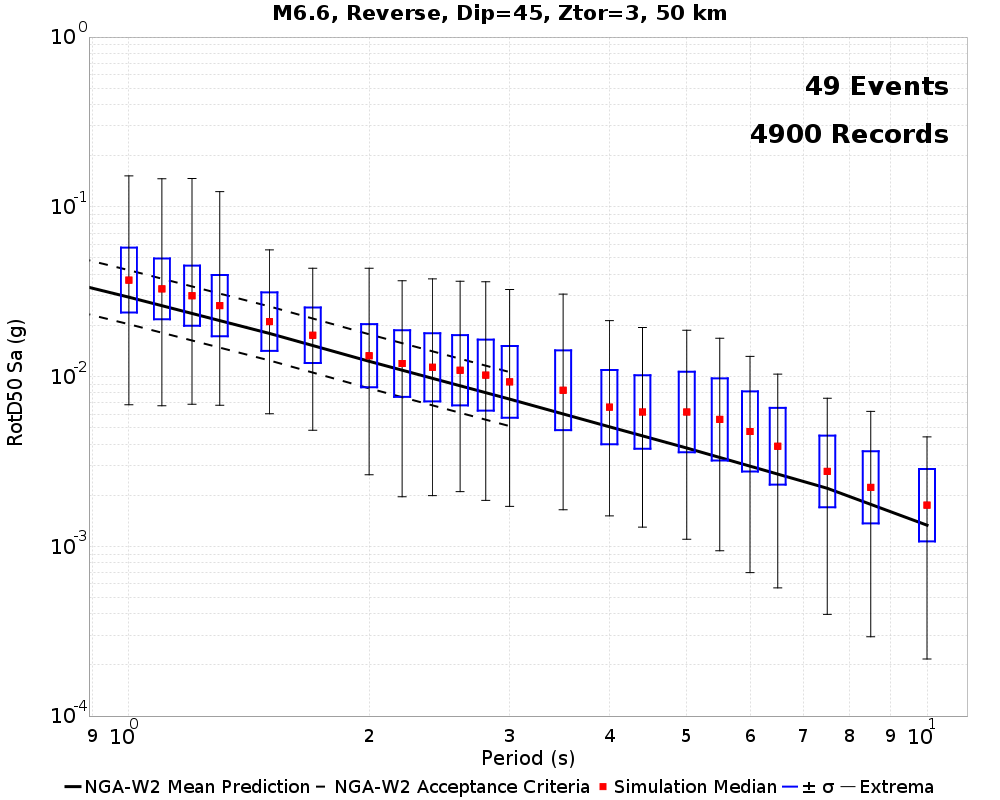 M6.6, Reverse, Dip=45, Ztor=3, 50 km
49 Events
4900 Records
10^0
10^-1
10^-2
10^-3
10^-4
RotD50 Sa (g)
9 10^0 2 3 4 5 6 7 8 9 10^1
Period (s)
NGA-W2 Mean Prediction NGA-W2 Acceptance Criteria Simulation Median ± σ Extrema